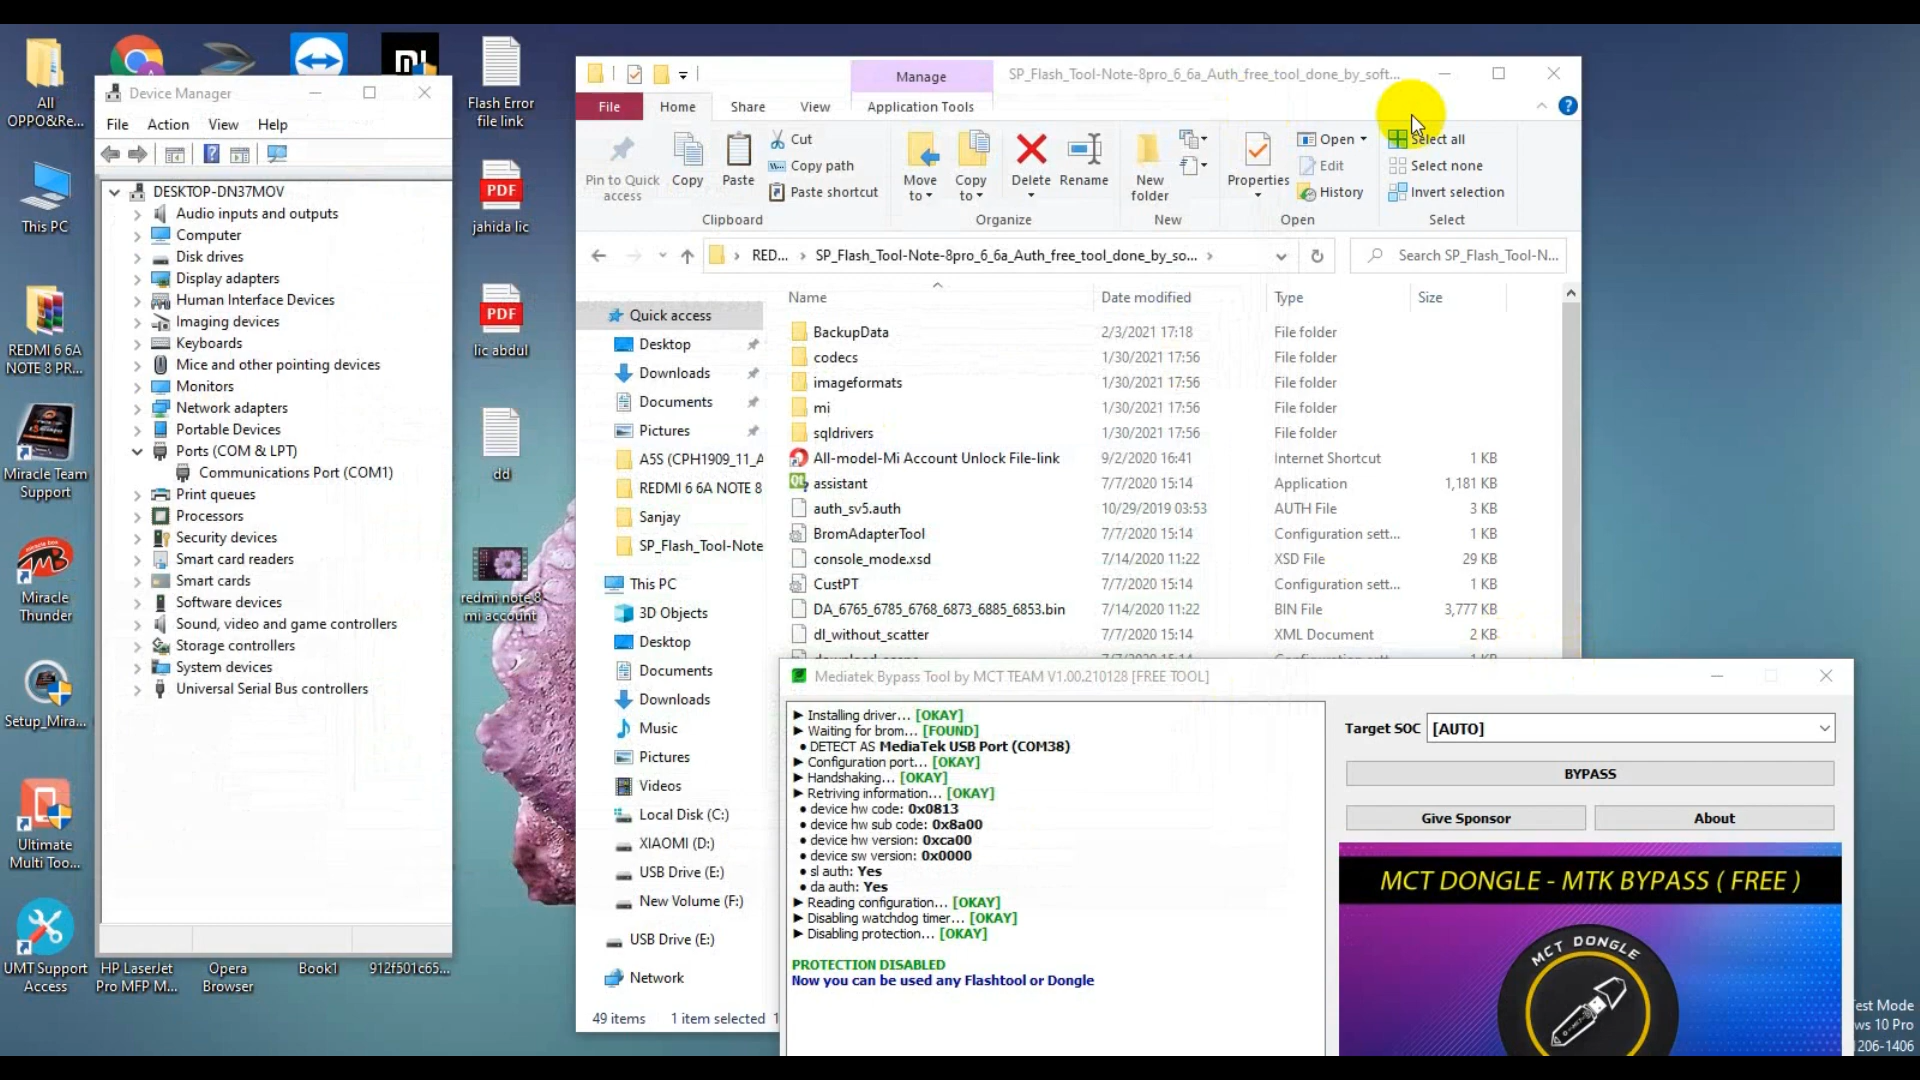 All
OPPO&Re...
This PC
REDMI 6 6A
NOTE 8 PR...
Miracle Team
Support
Miracle
Thunder
Setup_Mira...
Ultimate
Multi Too...
UMT Support
Access
HP LaserJet
Pro MFP M...
Opera
Browser
Book1
912f501c65...
Flash Error
file link
PDF
jahida lic
PDF
lic abdul
dd
redmi note 8
mi account
Device Manager
File Action View Help
DESKTOP-DN37MOV
Audio inputs and outputs
Computer
Disk drives
Display adapters
Human Interface Devices
Imaging devices
Keyboards
Mice and other pointing devices
Monitors
Network adapters
Portable Devices
Ports (COM & LPT)
Communications Port (COM1)
Print queues
Processors
Security devices
Smart card readers
Smart cards
Software devices
Sound, video and game controllers
Storage controllers
System devices
Universal Serial Bus controllers
Manage
SP_Flash_Tool-Note-8pro_6_6a_Auth_free_tool_done_by_soft...
File Home Share View Application Tools
Pin to Quick
access
Copy
Paste
Cut
Copy path
Paste shortcut
Clipboard
Move
to
Copy
to
Delete
Rename
Organize
New
folder
New
Properties
Open
Edit
History
Open
Select all
Select none
Invert selection
Select
RED... SP_Flash_Tool-Note-8pro_6_6a_Auth_free_tool_done_by_so...
Search SP_Flash_Tool-N...
Quick access
Desktop
Downloads
Documents
Pictures
A5S (CPH1909_11_A
REDMI 6 6A NOTE 8
Sanjay
SP_Flash_Tool-Note
This PC
3D Objects
Desktop
Documents
Downloads
Music
Pictures
Videos
Local Disk (C:)
XIAOMI (D:)
USB Drive (E:)
New Volume (F:)
USB Drive (E:)
Network
49 items 1 item selected 1
Name Date modified Type Size
BackupData 2/3/2021 17:18 File folder
codecs 1/30/2021 17:56 File folder
imageformats 1/30/2021 17:56 File folder
mi 1/30/2021 17:56 File folder
sqldrivers 1/30/2021 17:56 File folder
All-model-Mi Account Unlock File-link 9/2/2020 16:41 Internet Shortcut 1 KB
assistant 7/7/2020 15:14 Application 1,181 KB
auth_sv5.auth 10/29/2019 03:53 AUTH File 3 KB
BromAdapterTool 7/7/2020 15:14 Configuration sett... 1 KB
console_mode.xsd 7/14/2020 11:22 XSD File 29 KB
CustPT 7/7/2020 15:14 Configuration sett... 1 KB
DA_6765_6785_6768_6873_6885_6853.bin 7/14/2020 11:22 BIN File 3,777 KB
dl_without_scatter 7/7/2020 15:14 XML Document 2 KB
Mediatek Bypass Tool by MCT TEAM V1.00.210128 [FREE TOOL]
Installing driver... [OKAY]
Waiting for brom... [FOUND]
• DETECT AS MediaTek USB Port (COM38)
Configuration port... [OKAY]
Handshaking... [OKAY]
Retriving information... [OKAY]
• device hw code: 0x0813
• device hw sub code: 0x8a00
• device hw version: 0xca00
• device sw version: 0x0000
• sl auth: Yes
• da auth: Yes
Reading configuration... [OKAY]
Disabling watchdog timer... [OKAY]
Disabling protection... [OKAY]
PROTECTION DISABLED
Now you can be used any Flashtool or Dongle
Target SOC [AUTO]
BYPASS
Give Sponsor
About
MCT DONGLE - MTK BYPASS ( FREE )
MCT DONGLE
est Mode
ws 10 Pro
206-1406